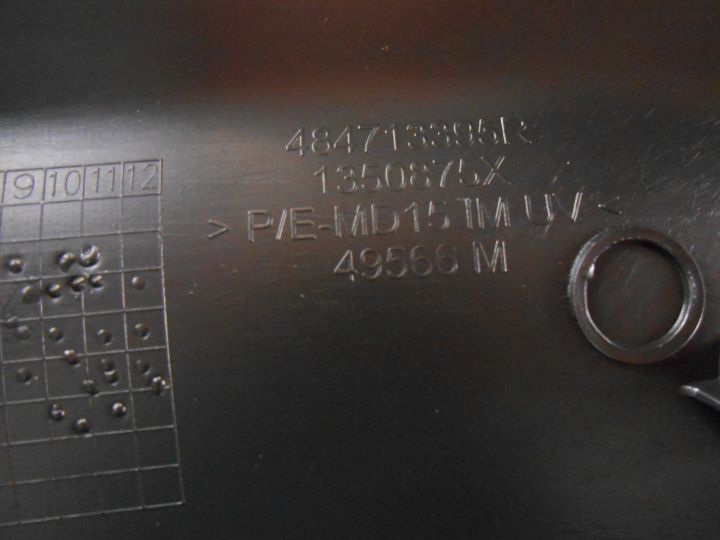 484713395R
1350875X
> P/E-MD15 TM UV <
49566 M
9 10 11 12